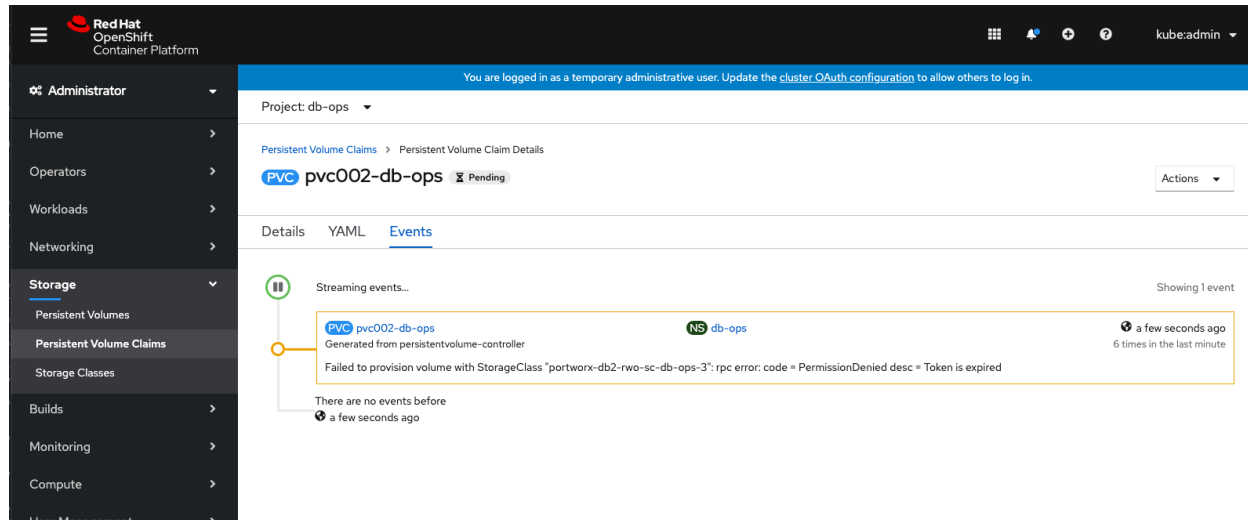 Red Hat
OpenShift
Container Platform
kube:admin
You are logged in as a temporary administrative user. Update the cluster OAuth configuration to allow others to log in.
Administrator
Project: db-ops
Home
Operators
Workloads
Networking
Storage
Persistent Volumes
Persistent Volume Claims
Storage Classes
Builds
Monitoring
Compute
User Management
Persistent Volume Claims > Persistent Volume Claim Details
PVC pvc002-db-ops Pending
Actions
Details YAML Events
Streaming events...
Showing 1 event
PVC pvc002-db-ops
NS db-ops
a few seconds ago
Generated from persistentvolume-controller
6 times in the last minute
Failed to provision volume with StorageClass "portworx-db2-rwo-sc-db-ops-3": rpc error: code = PermissionDenied desc = Token is expired
There are no events before
a few seconds ago